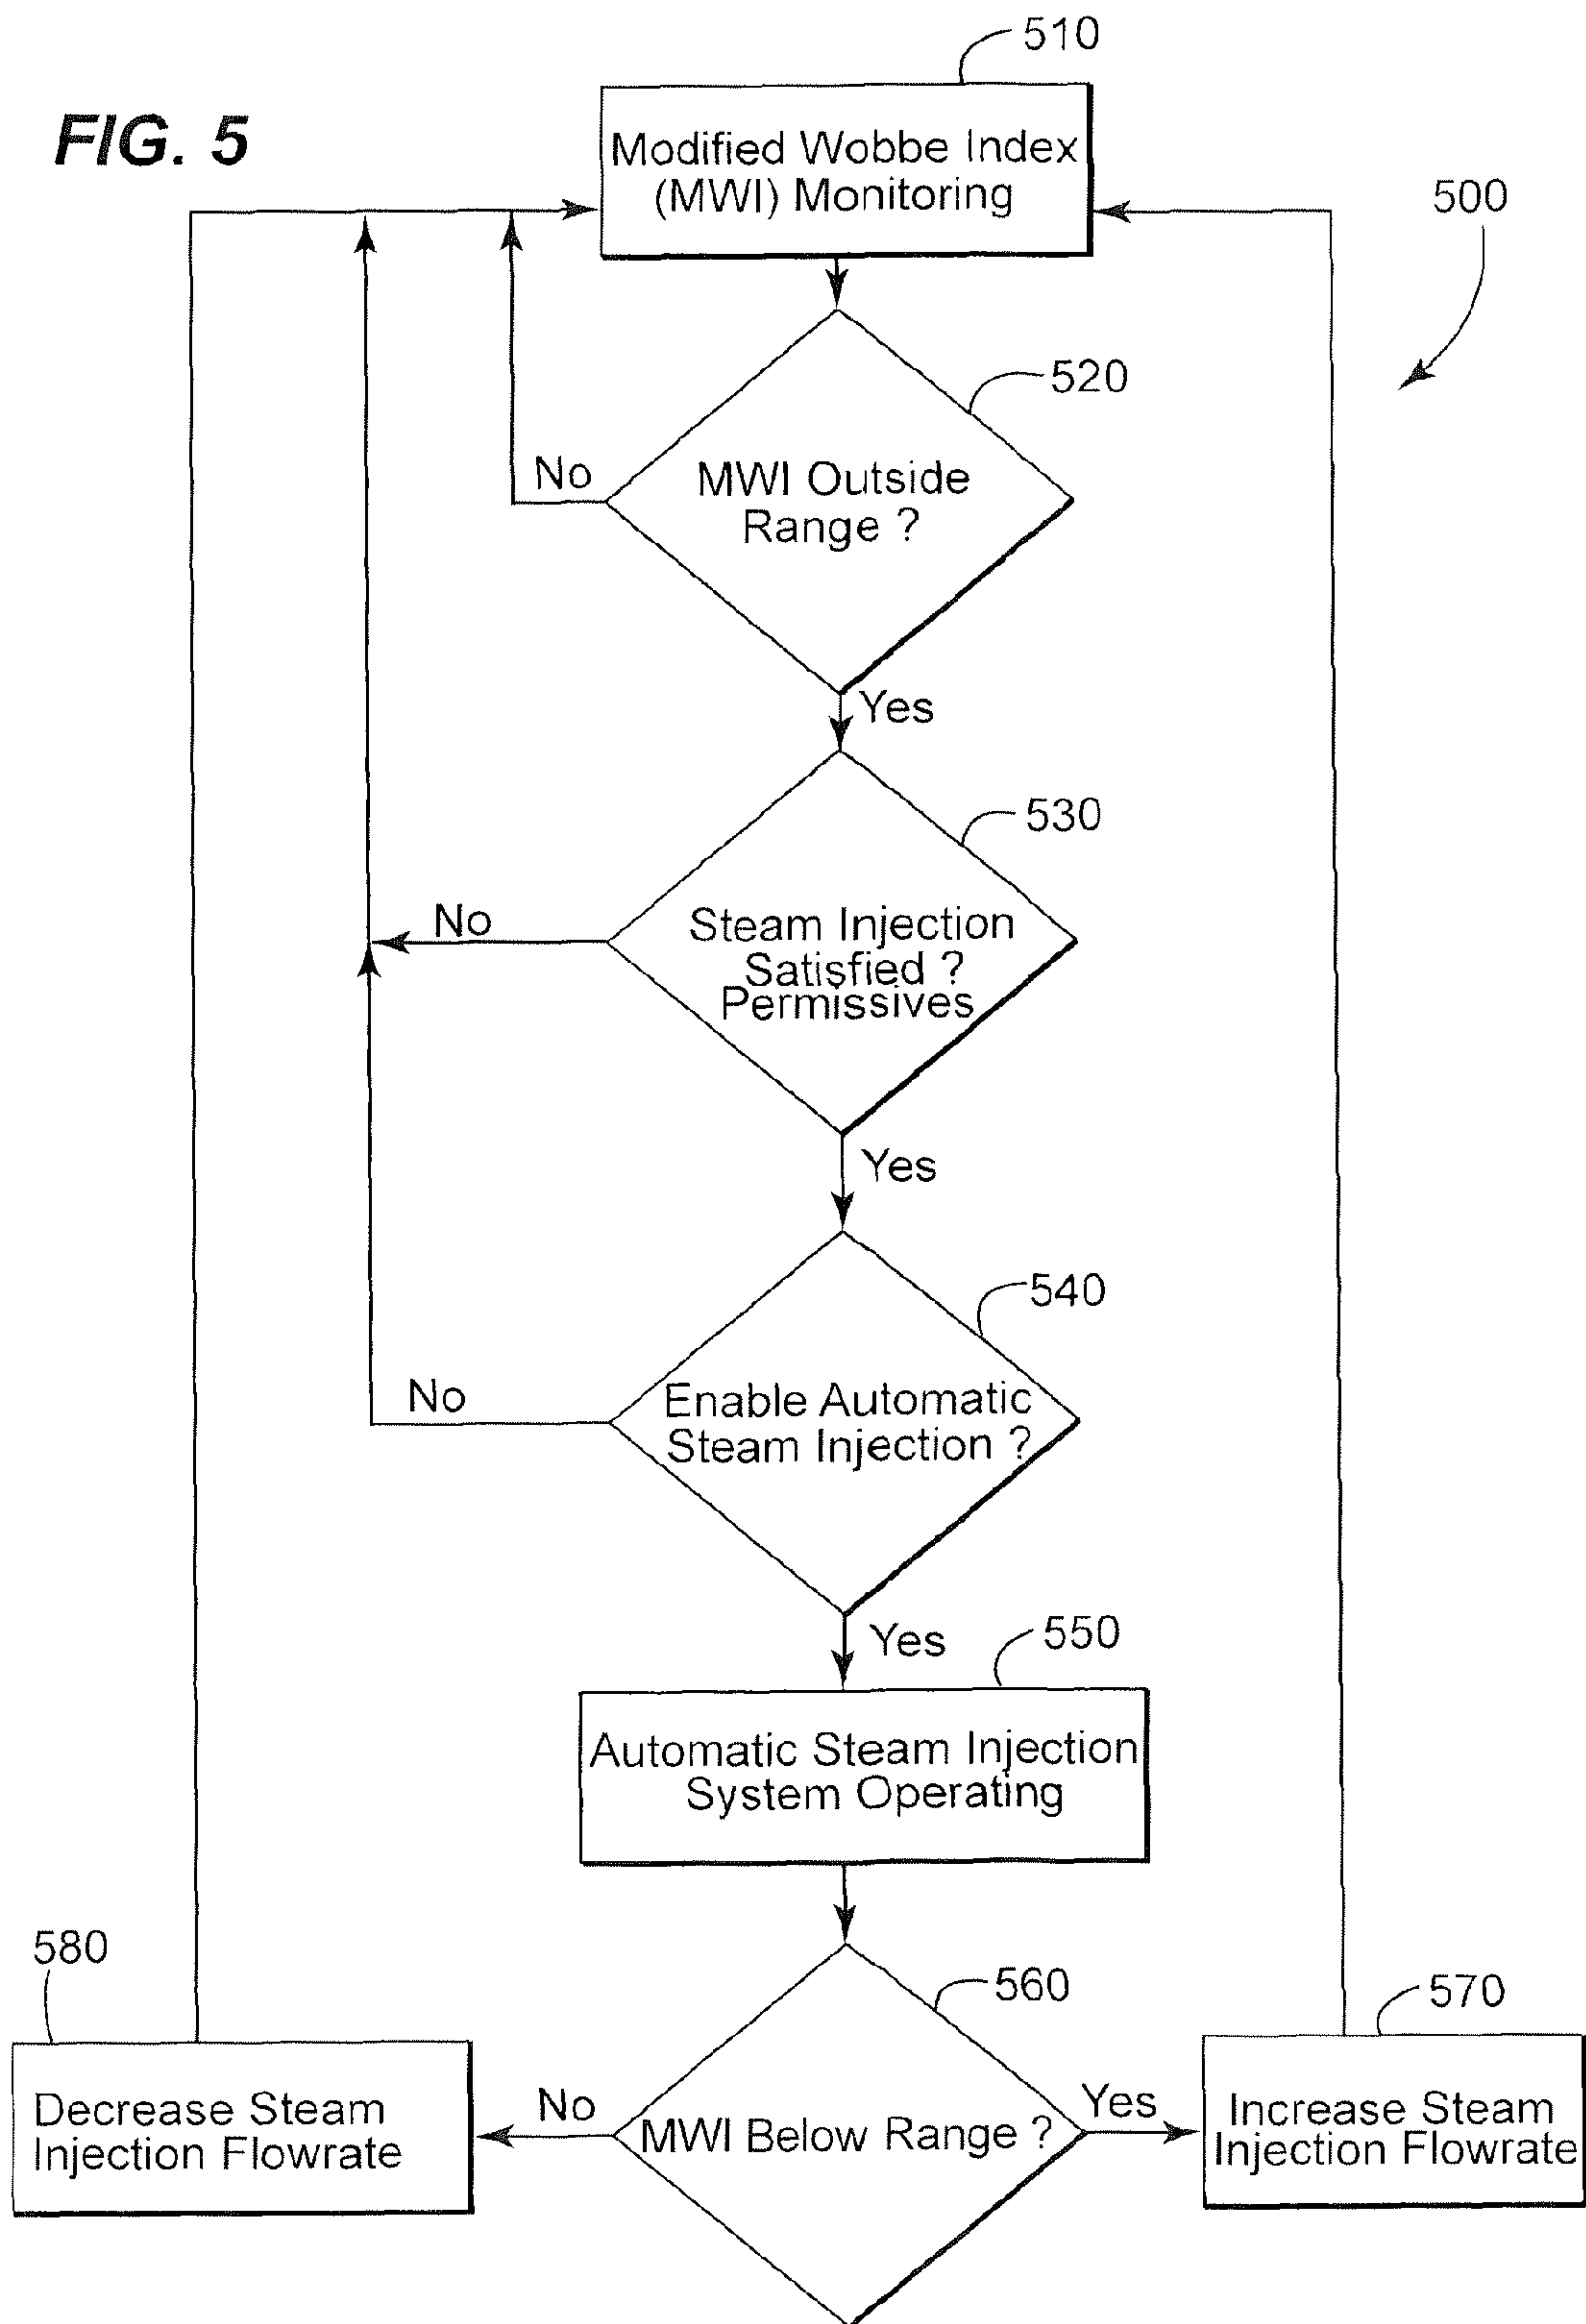 510
FIG. 5
Modified Wobbe Index
(MWI) Monitoring
500
520
No
MWI Outside
Range ?
Yes
530
No
Steam Injection
Satisfied ?
Permissives
Yes
540
No
Enable Automatic
Steam Injection ?
Yes
550
Automatic Steam Injection
System Operating
580
560
570
Decrease Steam
Injection Flowrate
No
MWI Below Range ?
Yes
Increase Steam
Injection Flowrate